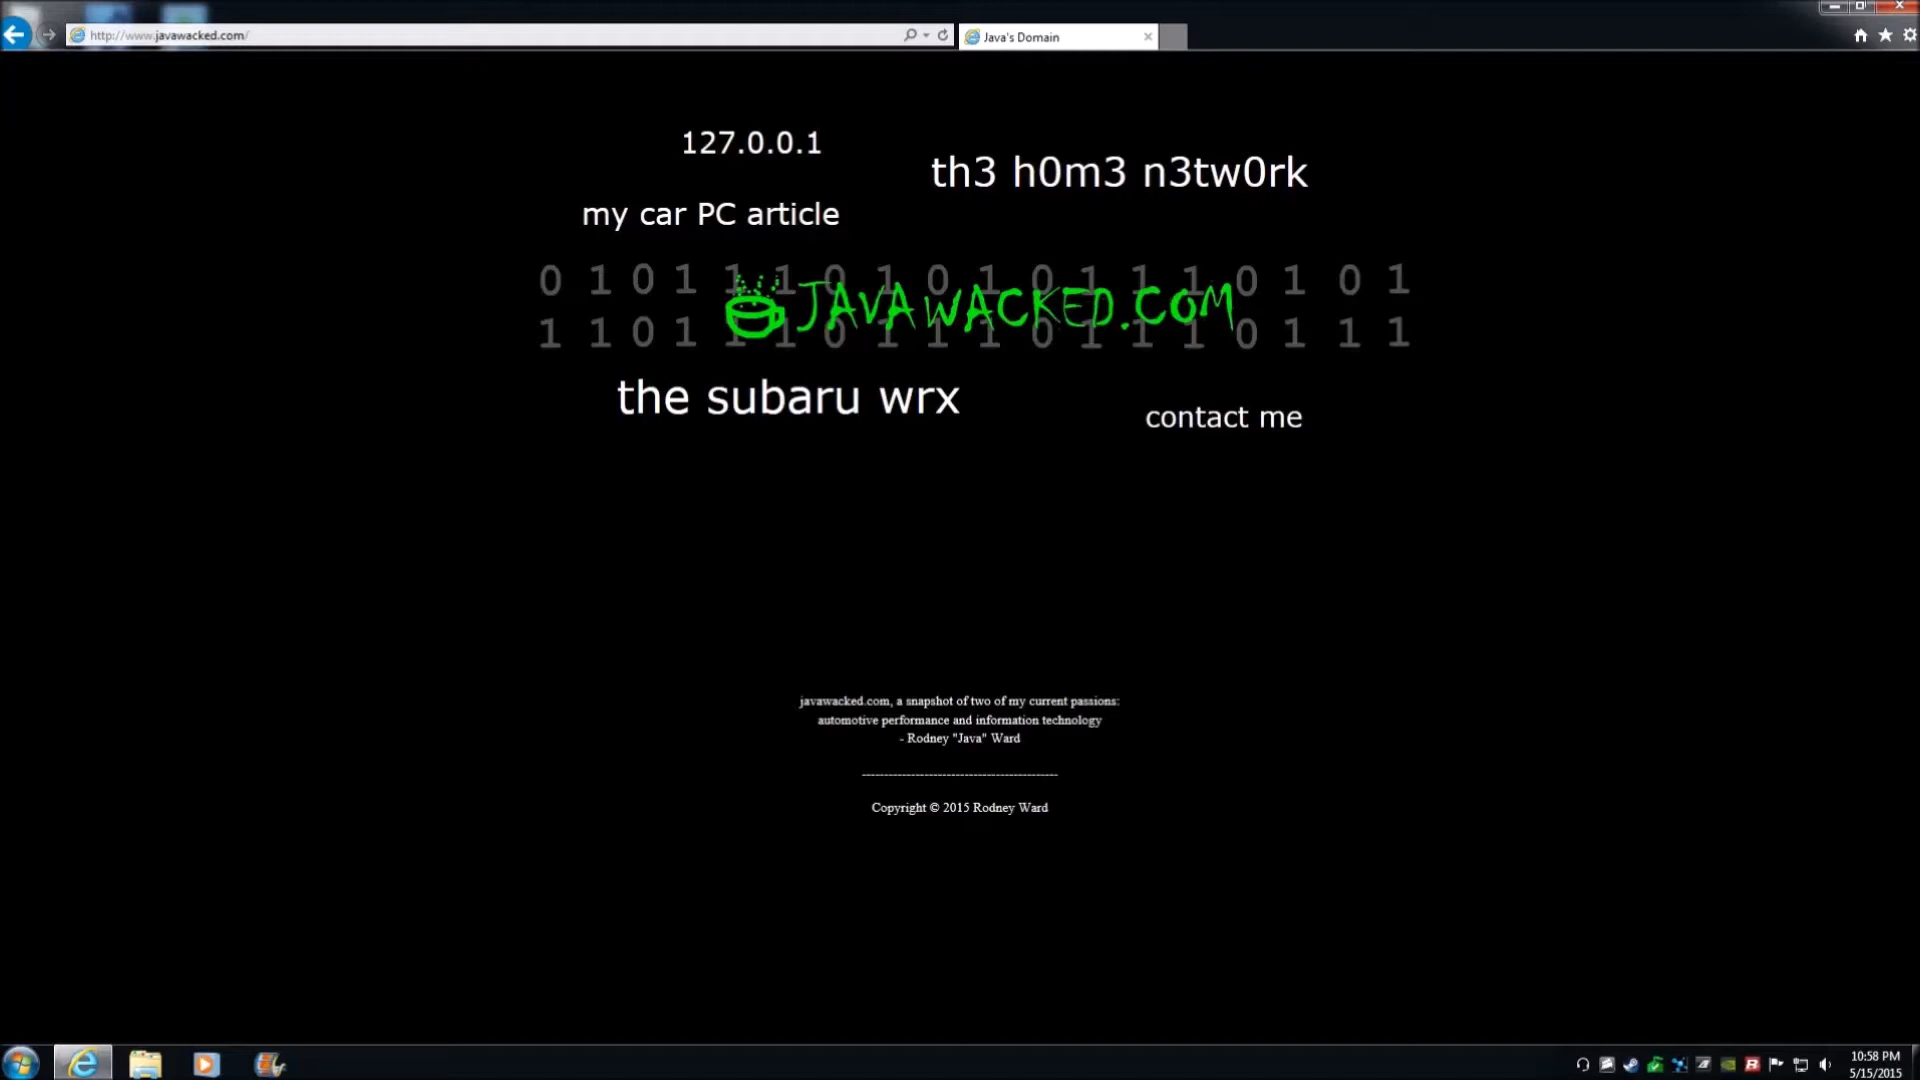 http://www.javawacked.com/
Java's Domain
127.0.0.1
th3 h0m3 n3tw0rk
my car PC article
0 1 0 1 1 1 0 1 0 1 0 1 1 1 0 1 0 1
JAVAWACKED.COM
1 1 0 1 1 1 0 1 1 1 0 1 1 1 0 1 1 1
the subaru wrx
contact me
javawacked.com, a snapshot of two of my current passions:
automotive performance and information technology
- Rodney "Java" Ward
--------------------------------------------
Copyright © 2015 Rodney Ward
10:58 PM
5/15/2015